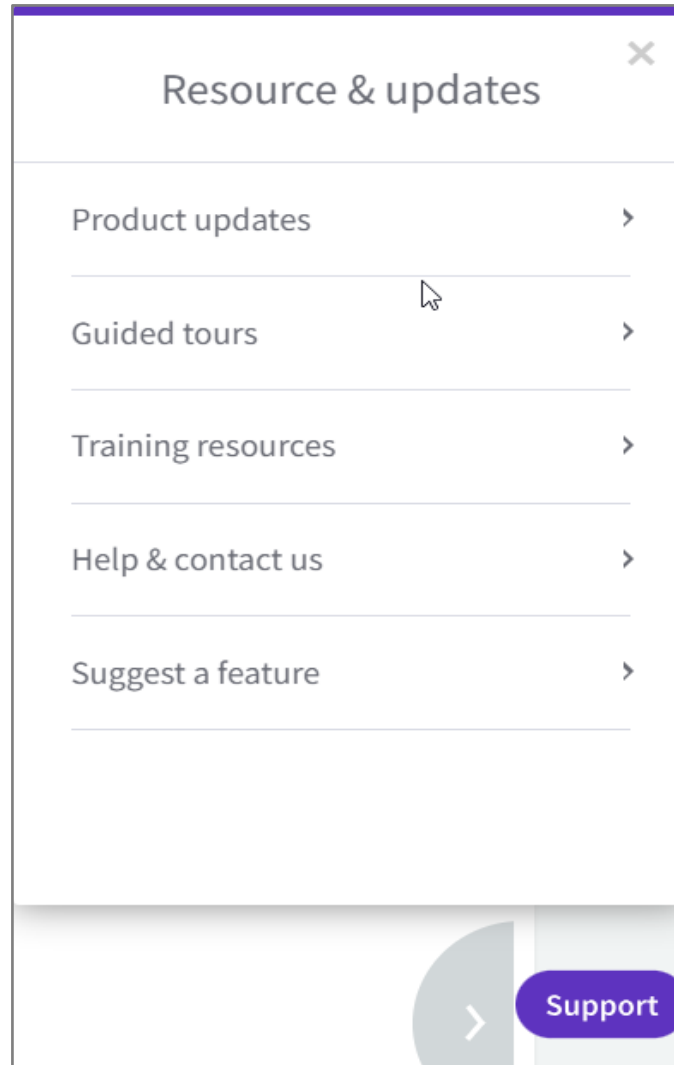 Resource & updates
Product updates
Guided tours
Training resources
Help & contact us
Suggest a feature
Support